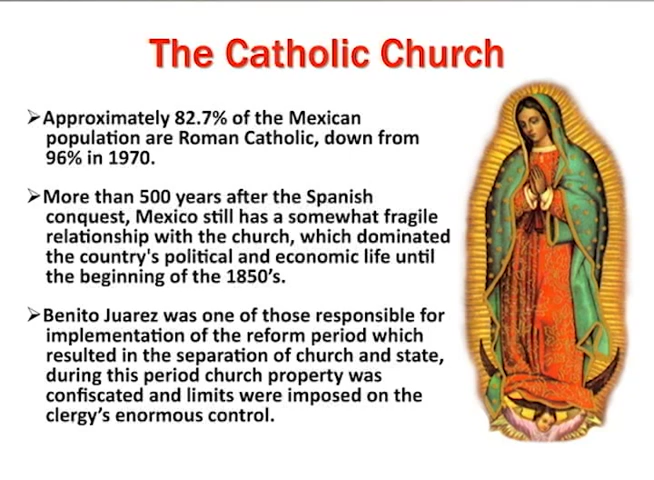 The Catholic Church
➢Approximately 82.7% of the Mexican
population are Roman Catholic, down from
96% in 1970.
➢More than 500 years after the Spanish
conquest, Mexico still has a somewhat fragile
relationship with the church, which dominated
the country's political and economic life until
the beginning of the 1850’s.
➢Benito Juarez was one of those responsible for
implementation of the reform period which
resulted in the separation of church and state,
during this period church property was
confiscated and limits were imposed on the
clergy’s enormous control.